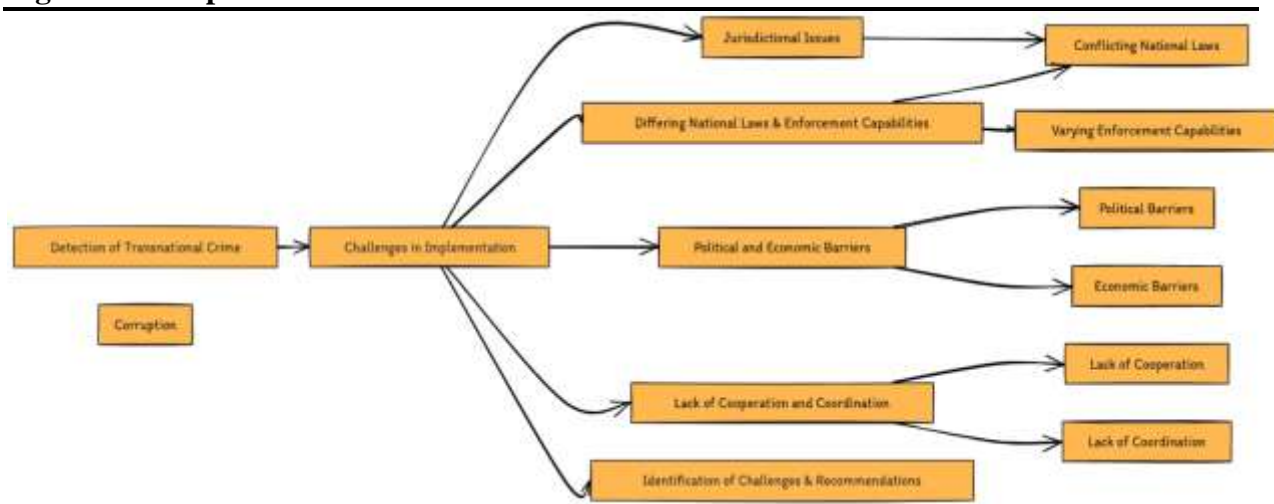 Jurisdictional Issues
Conflicting National Laws
Differing National Laws & Enforcement Capabilities
Varying Enforcement Capabilities
Political Barriers
Detection of Transnational Crime
Challenges in Implementation
Political and Economic Barriers
Economic Barriers
Corruption
Lack of Cooperation
Lack of Cooperation and Coordination
Lack of Coordination
Identification of Challenges & Recommendations